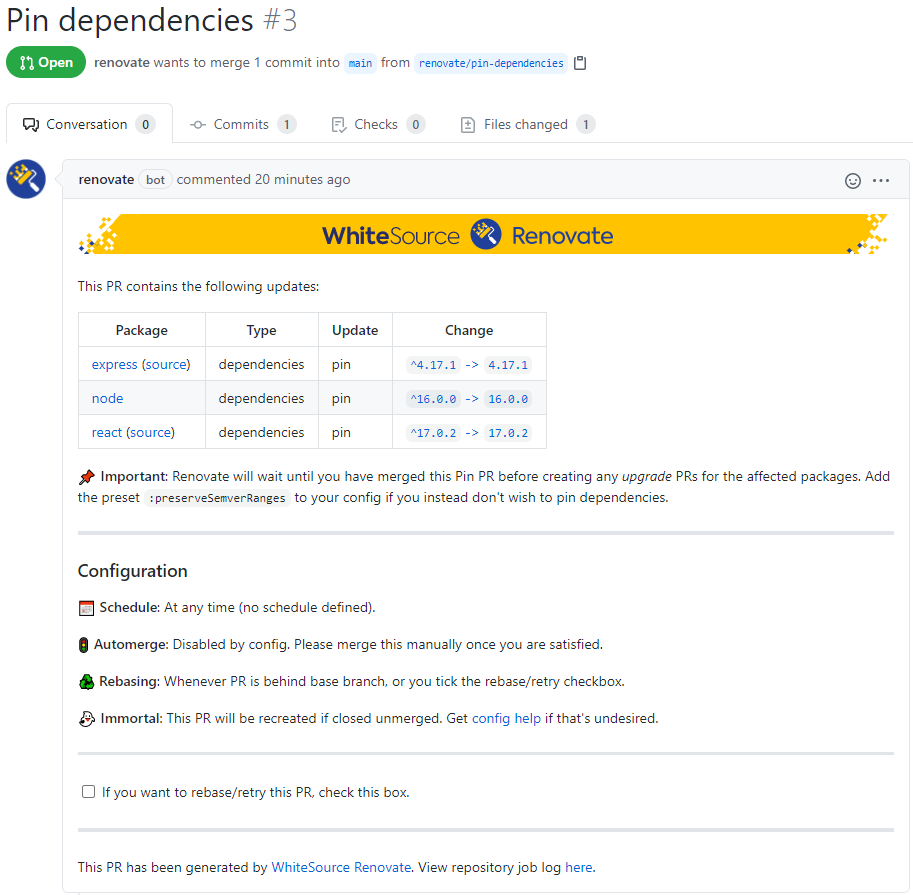 Pin dependencies #3
Open renovate wants to merge 1 commit into main from renovate/pin-dependencies
Conversation 0 Commits 1 Checks 0 Files changed 1
renovate bot commented 20 minutes ago
WhiteSource Renovate
This PR contains the following updates:
Package Type Update Change
express (source) dependencies pin ^4.17.1 -> 4.17.1
node dependencies pin ^16.0.0 -> 16.0.0
react (source) dependencies pin ^17.0.2 -> 17.0.2
Important: Renovate will wait until you have merged this Pin PR before creating any upgrade PRs for the affected packages. Add
the preset :preserveSemverRanges to your config if you instead don't wish to pin dependencies.
Configuration
Schedule: At any time (no schedule defined).
Automerge: Disabled by config. Please merge this manually once you are satisfied.
Rebasing: Whenever PR is behind base branch, or you tick the rebase/retry checkbox.
Immortal: This PR will be recreated if closed unmerged. Get config help if that's undesired.
If you want to rebase/retry this PR, check this box.
This PR has been generated by WhiteSource Renovate. View repository job log here.